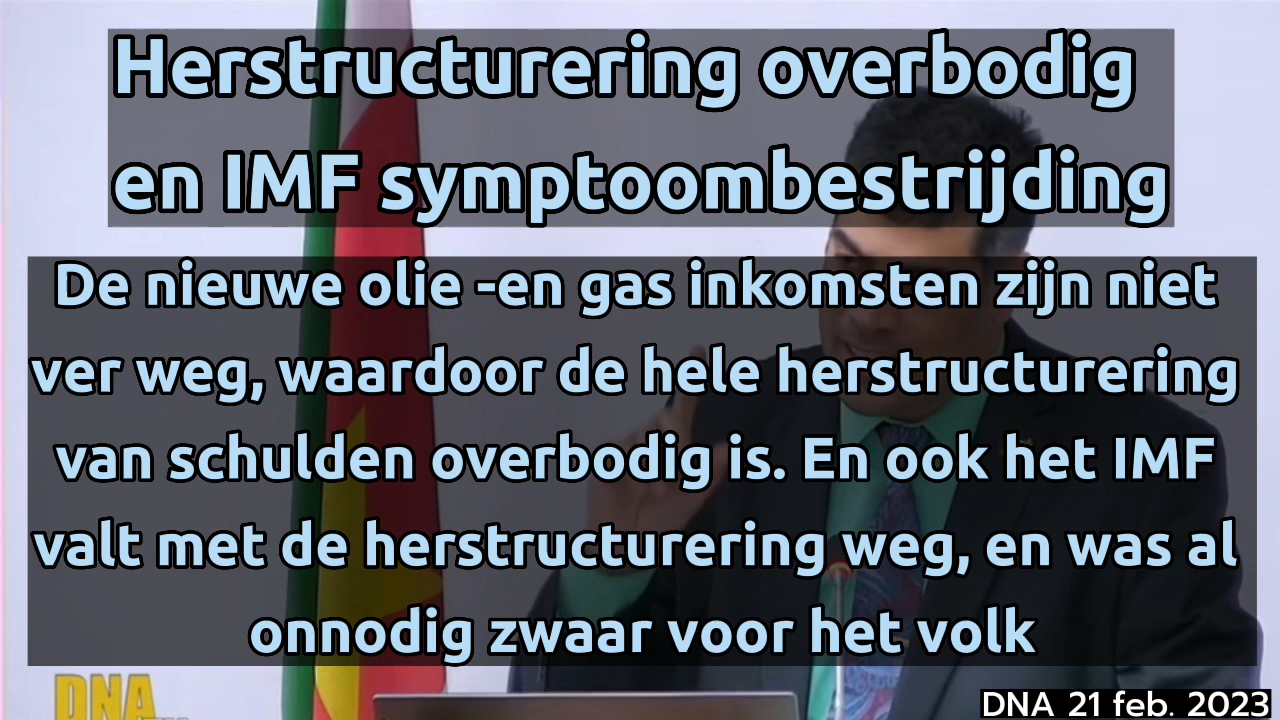 Herstructurering overbodig
en IMF symptoombestrijding
De nieuwe olie -en gas inkomsten zijn niet
ver weg, waardoor de hele herstructurering
van schulden overbodig is. En ook het IMF
valt met de herstructurering weg, en was al
onnodig zwaar voor het volk
DNA
DNA 21 feb. 2023